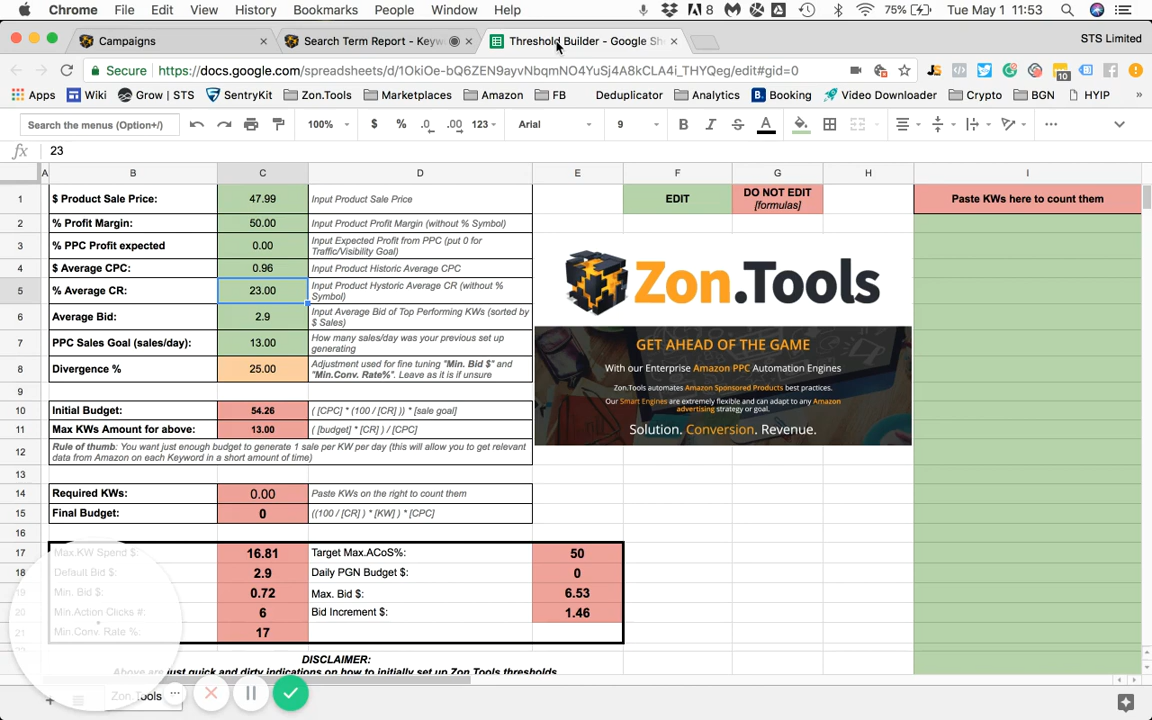 Chrome File Edit View History Bookmarks People Window Help 8 75% Tue May 1 11:53
Campaigns × Search Term Report - Keyw × Threshold Builder - Google She × STS Limited
Secure https://docs.google.com/spreadsheets/d/1OkiOe-bQ6ZEN9ayvNbqmNO4YuSj4A8kCLA4i_THYQeg/edit#gid=0 10
Apps Wiki Grow | STS SentryKit Zon.Tools Marketplaces Amazon FB Deduplicator Analytics Booking Video Downloader Crypto BGN HYIP »
Search the menus (Option+/) 100% $ % .0 .00 123 Arial 9 B I S A
fx 23
A B C D E F G H I
1 $ Product Sale Price: 47.99 Input Product Sale Price EDIT DO NOT EDIT Paste KWs here to count them
[formulas]
2 % Profit Margin: 50.00 Input Product Profit Margin (without % Symbol)
3 % PPC Profit expected 0.00 Input Expected Profit from PPC (put 0 for
Traffic/Visibility Goal)
4 $ Average CPC: 0.96 Input Product Historic Average CPC
5 % Average CR: 23.00 Input Product Hystoric Average CR (without %
Symbol)
6 Average Bid: 2.9 Input Average Bid of Top Performing KWs (sorted by
$ Sales)
7 PPC Sales Goal (sales/day): 13.00 How many sales/day was your previous set up
generating
8 Divergence % 25.00 Adjustment used for fine tuning "Min. Bid $" and
"Min.Conv. Rate%". Leave as it is if unsure
Zon.Tools
GET AHEAD OF THE GAME
With our Enterprise Amazon PPC Automation Engines
Zon.Tools automates Amazon Sponsored Products best practices.
Our Smart Engines are extremely flexible and can adapt to any Amazon
advertising strategy or goal.
Solution. Conversion. Revenue.
9
10 Initial Budget: 54.26 ( [CPC] * (100 / [CR] )) * [sale goal]
11 Max KWs Amount for above: 13.00 ( [budget] * [CR] ) / [CPC]
12 Rule of thumb: You want just enough budget to generate 1 sale per KW per day (this will allow you to get relevant
data from Amazon on each Keyword in a short amount of time)
13
14 Required KWs: 0.00 Paste KWs on the right to count them
15 Final Budget: 0 ((100 / [CR] ) * [KW] ) * [CPC]
16
17 Max.KW Spend $: 16.81 Target Max.ACoS%: 50
18 Default Bid $: 2.9 Daily PGN Budget $: 0
19 Min. Bid $: 0.72 Max. Bid $: 6.53
20 Min.Action Clicks #: 6 Bid Increment $: 1.46
21 Min.Conv. Rate %: 17
DISCLAIMER:
Above are just quick and dirty indications on how to initially set up Zon Tools thresholds
Zon.Tools